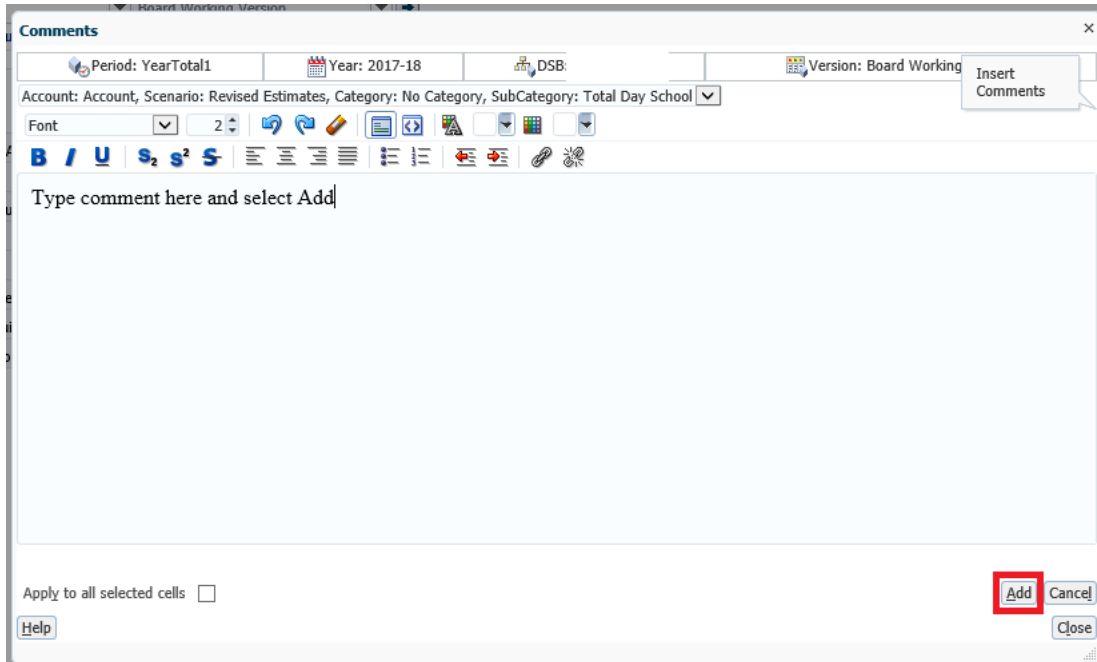 Board Working Version
Comments
Period: YearTotal1
Year: 2017-18
DSB:
Version: Board Working
Insert
Comments
Account: Account, Scenario: Revised Estimates, Category: No Category, SubCategory: Total Day School
Font 2
B I U S₂ S² S
Type comment here and select Add
Apply to all selected cells
Add Cancel
Help Close